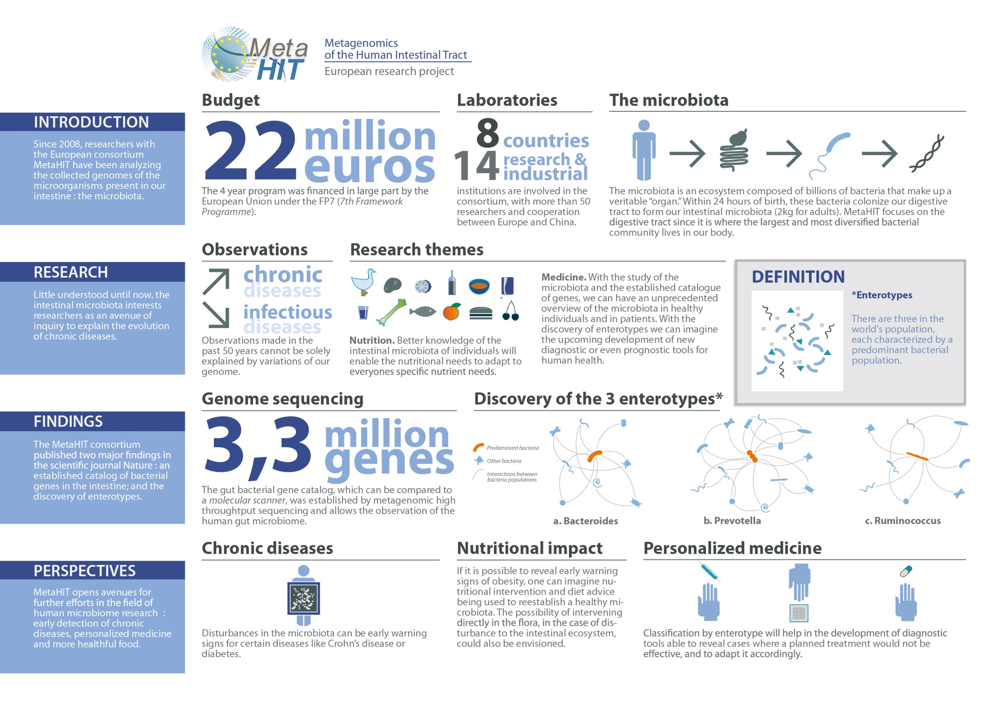 Meta
HIT
Metagenomics
of the Human Intestinal Tract
European research project
INTRODUCTION
Since 2008, researchers with
the European consortium
MetaHIT have been analyzing
the collected genomes of the
microorganisms present in our
intestine : the microbiota.
Budget
22 million
euros
The 4 year program was financed in large part by the
European Union under the FP7 (7th Framework
Programme).
Laboratories
8 countries
14 research &
industrial
institutions are involved in the
consortium, with more than 50
researchers and cooperation
between Europe and China.
The microbiota
The microbiota is an ecosystem composed of billions of bacteria that make up a
veritable “organ.” Within 24 hours of birth, these bacteria colonize our digestive
tract to form our intestinal microbiota (2kg for adults). MetaHIT focuses on the
digestive tract since it is where the largest and most diversified bacterial
community lives in our body.
RESEARCH
Little understood until now, the
intestinal microbiota interests
researchers as an avenue of
inquiry to explain the evolution
of chronic diseases.
Observations
chronic
diseases
infectious
diseases
Observations made in the
past 50 years cannot be solely
explained by variations of our
genome.
Research themes
Nutrition. Better knowledge of the
intestinal microbiota of individuals will
enable the nutritional needs to adapt to
everyones specific nutrient needs.
Medicine. With the study of the
microbiota and the established catalogue
of genes, we can have an unprecedented
overview of the microbiota in healthy
individuals and in patients. With the
discovery of enterotypes we can imagine
the upcoming development of new
diagnostic or even prognostic tools for
human health.
DEFINITION
*Enterotypes
There are three in the
world's population,
each characterized by a
predominant bacterial
population.
FINDINGS
The MetaHIT consortium
published two major findings in
the scientific journal Nature : an
established catalog of bacterial
genes in the intestine; and the
discovery of enterotypes.
Genome sequencing
3,3 million
genes
The gut bacterial gene catalog, which can be compared to
a molecular scanner, was established by metagenomic high
throughtput sequencing and allows the observation of the
human gut microbiome.
Discovery of the 3 enterotypes*
Predominant bacteria
Other bacteria
Interactions between
bacteria populations
a. Bacteroides
b. Prevotella
c. Ruminococcus
PERSPECTIVES
MetaHIT opens avenues for
further efforts in the field of
human microbiome research :
early detection of chronic
diseases, personalized medicine
and more healthful food.
Chronic diseases
Disturbances in the microbiota can be early warning
signs for certain diseases like Crohn’s disease or
diabetes.
Nutritional impact
If it is possible to reveal early warning
signs of obesity, one can imagine nu-
tritional intervention and diet advice
being used to reestablish a healthy mi-
crobiota. The possibility of intervening
directly in the flora, in the case of dis-
turbance to the intestinal ecosystem,
could also be envisioned.
Personalized medicine
Classification by enterotype will help in the development of diagnostic
tools able to reveal cases where a planned treatment would not be
effective, and to adapt it accordingly.